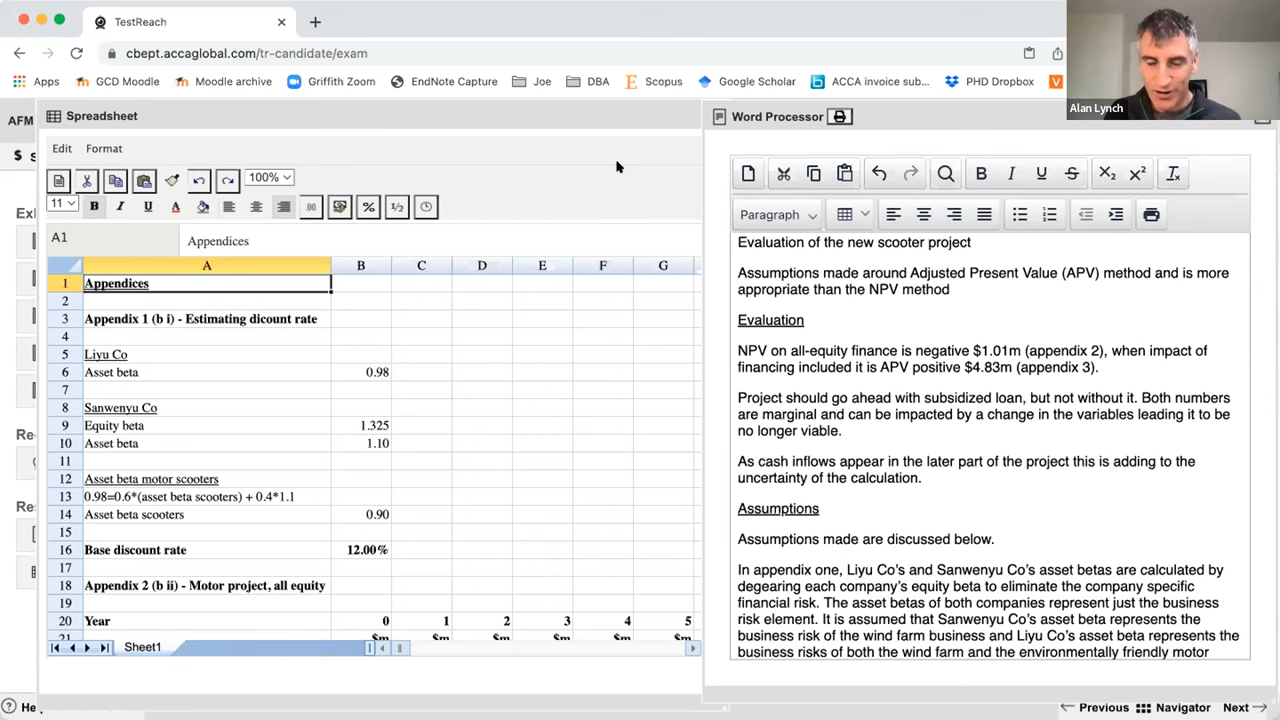 TestReach
cbept.accaglobal.com/tr-candidate/exam
Apps GCD Moodle Moodle archive Griffith Zoom EndNote Capture Joe DBA Scopus Google Scholar ACCA invoice sub... PHD Dropbox
Alan Lynch
AFM
Spreadsheet
Edit Format
100%
11
A1 Appendices
A B C D E F G
1 Appendices
2
3 Appendix 1 (b i) - Estimating dicount rate
4
5 Liyu Co
6 Asset beta 0.98
7
8 Sanwenyu Co
9 Equity beta 1.325
10 Asset beta 1.10
11
12 Asset beta motor scooters
13 0.98=0.6*(asset beta scooters) + 0.4*1.1
14 Asset beta scooters 0.90
15
16 Base discount rate 12.00%
17
18 Appendix 2 (b ii) - Motor project, all equity
19
20 Year 0 1 2 3 4 5
21 $m $m $m $m $m $m
Sheet1
Word Processor
Paragraph
Evaluation of the new scooter project
Assumptions made around Adjusted Present Value (APV) method and is more
appropriate than the NPV method
Evaluation
NPV on all-equity finance is negative $1.01m (appendix 2), when impact of
financing included it is APV positive $4.83m (appendix 3).
Project should go ahead with subsidized loan, but not without it. Both numbers
are marginal and can be impacted by a change in the variables leading it to be
no longer viable.
As cash inflows appear in the later part of the project this is adding to the
uncertainty of the calculation.
Assumptions
Assumptions made are discussed below.
In appendix one, Liyu Co's and Sanwenyu Co's asset betas are calculated by
degearing each company's equity beta to eliminate the company specific
financial risk. The asset betas of both companies represent just the business
risk element. It is assumed that Sanwenyu Co's asset beta represents the
business risk of the wind farm business and Liyu Co's asset beta represents the
business risks of both the wind farm and the environmentally friendly motor
Previous Navigator Next